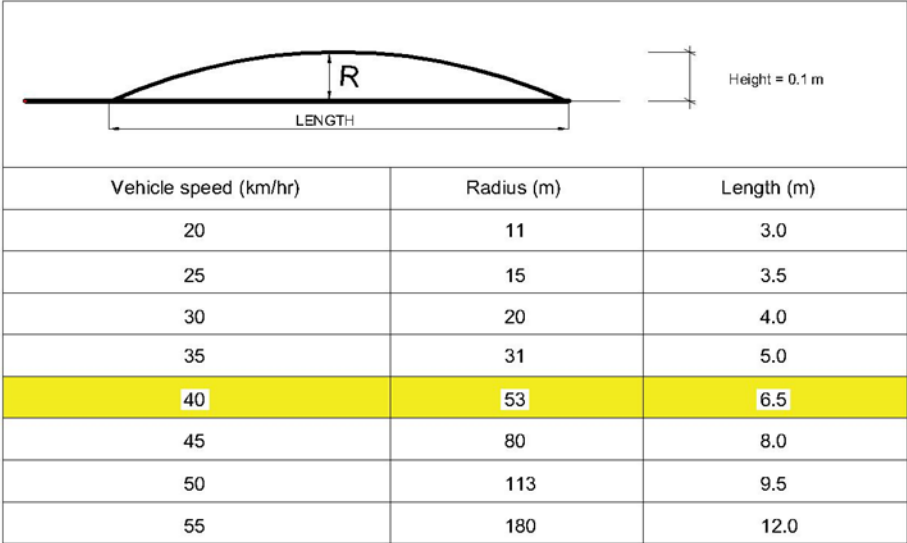 R
Height = 0.1 m
LENGTH
Vehicle speed (km/hr) Radius (m) Length (m)
20 11 3.0
25 15 3.5
30 20 4.0
35 31 5.0
40 53 6.5
45 80 8.0
50 113 9.5
55 180 12.0